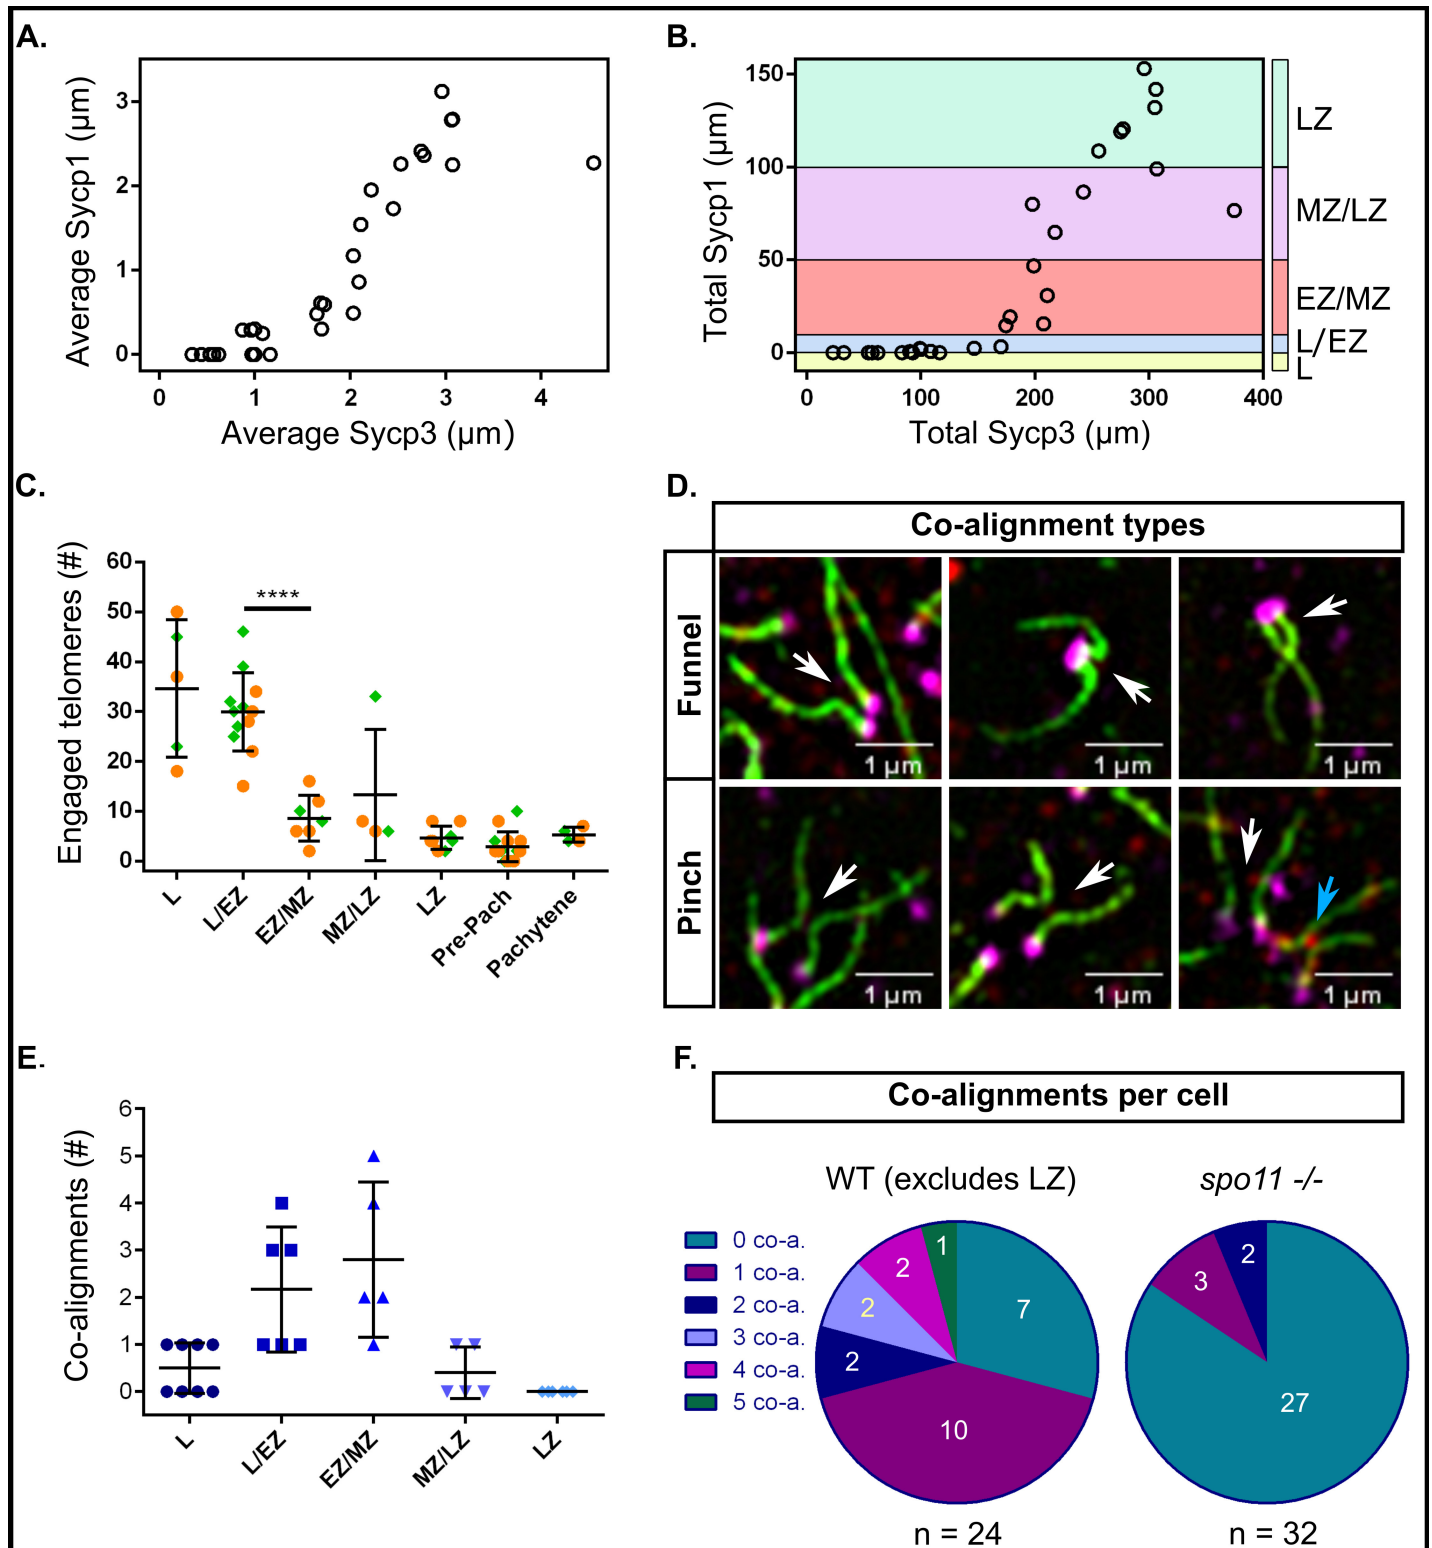 A.
Average Sycp1 (µm)
3
2
1
0
0 1 2 3 4
Average Sycp3 (µm)
B.
Total Sycp1 (µm)
150
100
50
0
0 100 200 300 400
Total Sycp3 (µm)
LZ
MZ/LZ
EZ/MZ
L/EZ
L
C.
Engaged telomeres (#)
60
50
40
30
20
10
0
****
L L/EZ EZ/MZ MZ/LZ LZ Pre-Pach Pachytene
D.
Co-alignment types
Funnel
1 µm 1 µm 1 µm
Pinch
1 µm 1 µm 1 µm
E.
Co-alignments (#)
6
5
4
3
2
1
0
L L/EZ EZ/MZ MZ/LZ LZ
F.
Co-alignments per cell
WT (excludes LZ) spo11 -/-
0 co-a.
1 co-a.
2 co-a.
3 co-a.
4 co-a.
5 co-a.
1
2
7
2
2
10
2
3
27
n = 24 n = 32